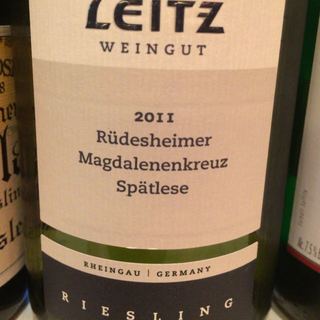 LEITZ
WEINGUT
2011
Rüdesheimer
Magdalenenkreuz
Spätlese
RHEINGAU | GERMANY
RIESLING